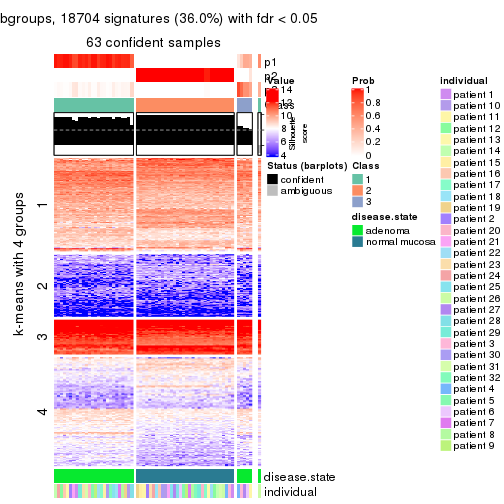 bgroups, 18704 signatures (36.0%) with fdr < 0.05
63 confident samples
p1
p2
Value
14
12
10
8
6
4
Silhouette
score
Prob
1
0.8
0.6
0.4
0.2
0
Status (barplots)
confident
ambiguous
Class
1
2
3
disease.state
adenoma
normal mucosa
individual
patient 1
patient 10
patient 11
patient 12
patient 13
patient 14
patient 15
patient 16
patient 17
patient 18
patient 19
patient 2
patient 20
patient 21
patient 22
patient 23
patient 24
patient 25
patient 26
patient 27
patient 28
patient 29
patient 3
patient 30
patient 31
patient 32
patient 4
patient 5
patient 6
patient 7
patient 8
patient 9
k-means with 4 groups
1
2
3
4
disease.state
individual